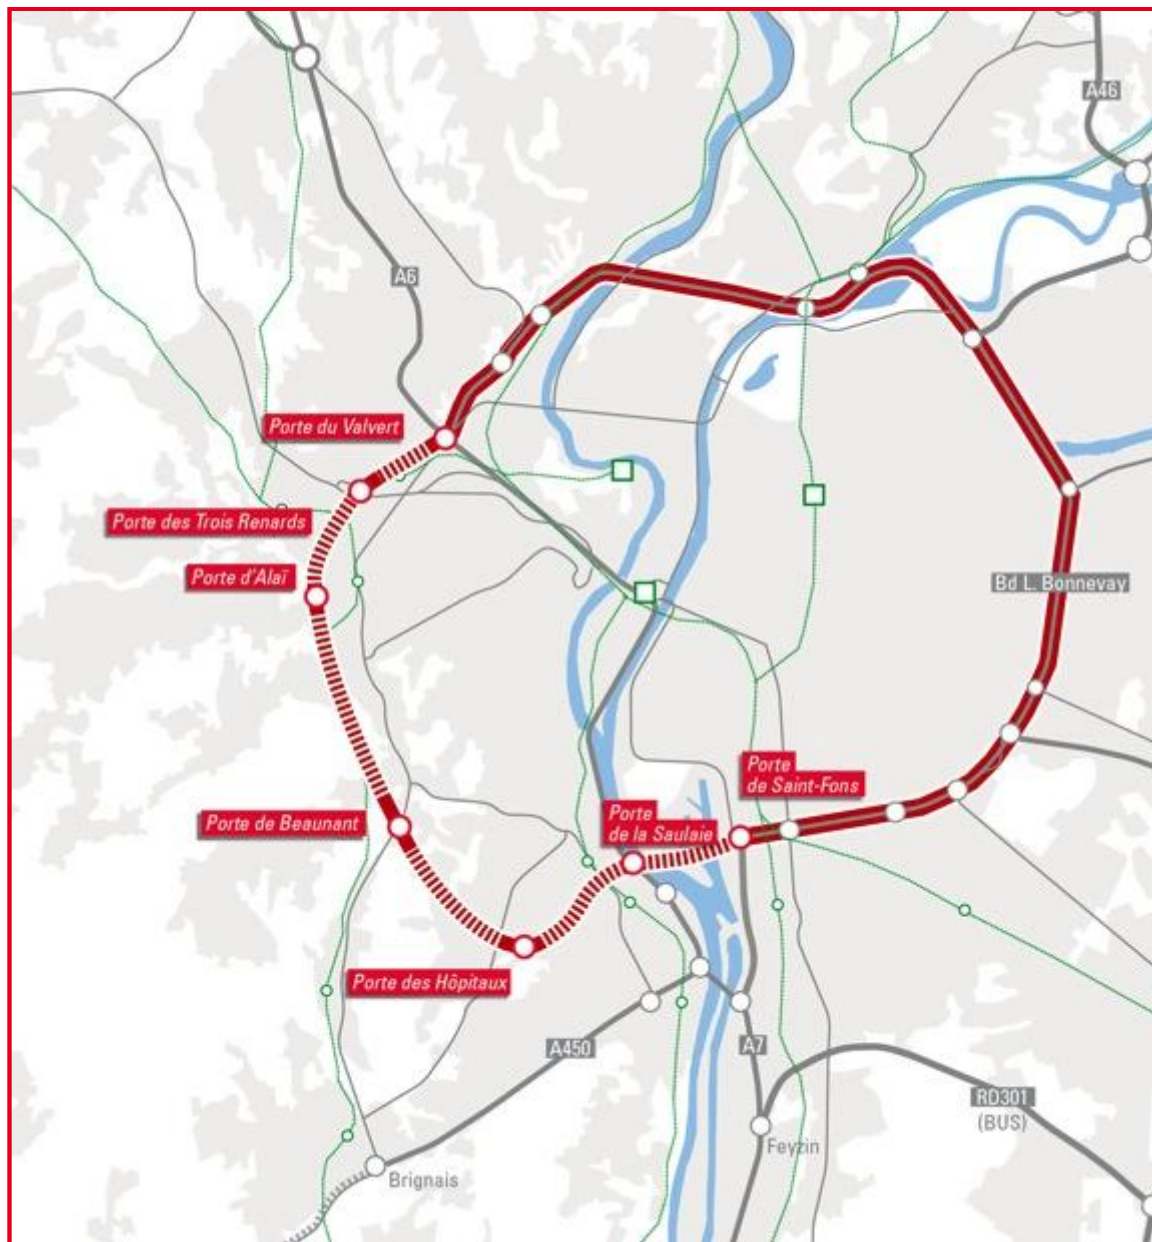 A46
A6
Porte du Valvert
Porte des Trois Renards
Porte d'Alaï
Bd L. Bonnevay
Porte
de Saint-Fons
Porte
de la Saulaie
Porte de Beaunant
Porte des Hôpitaux
A450
A7
RD301
(BUS)
Feyzin
Brignais